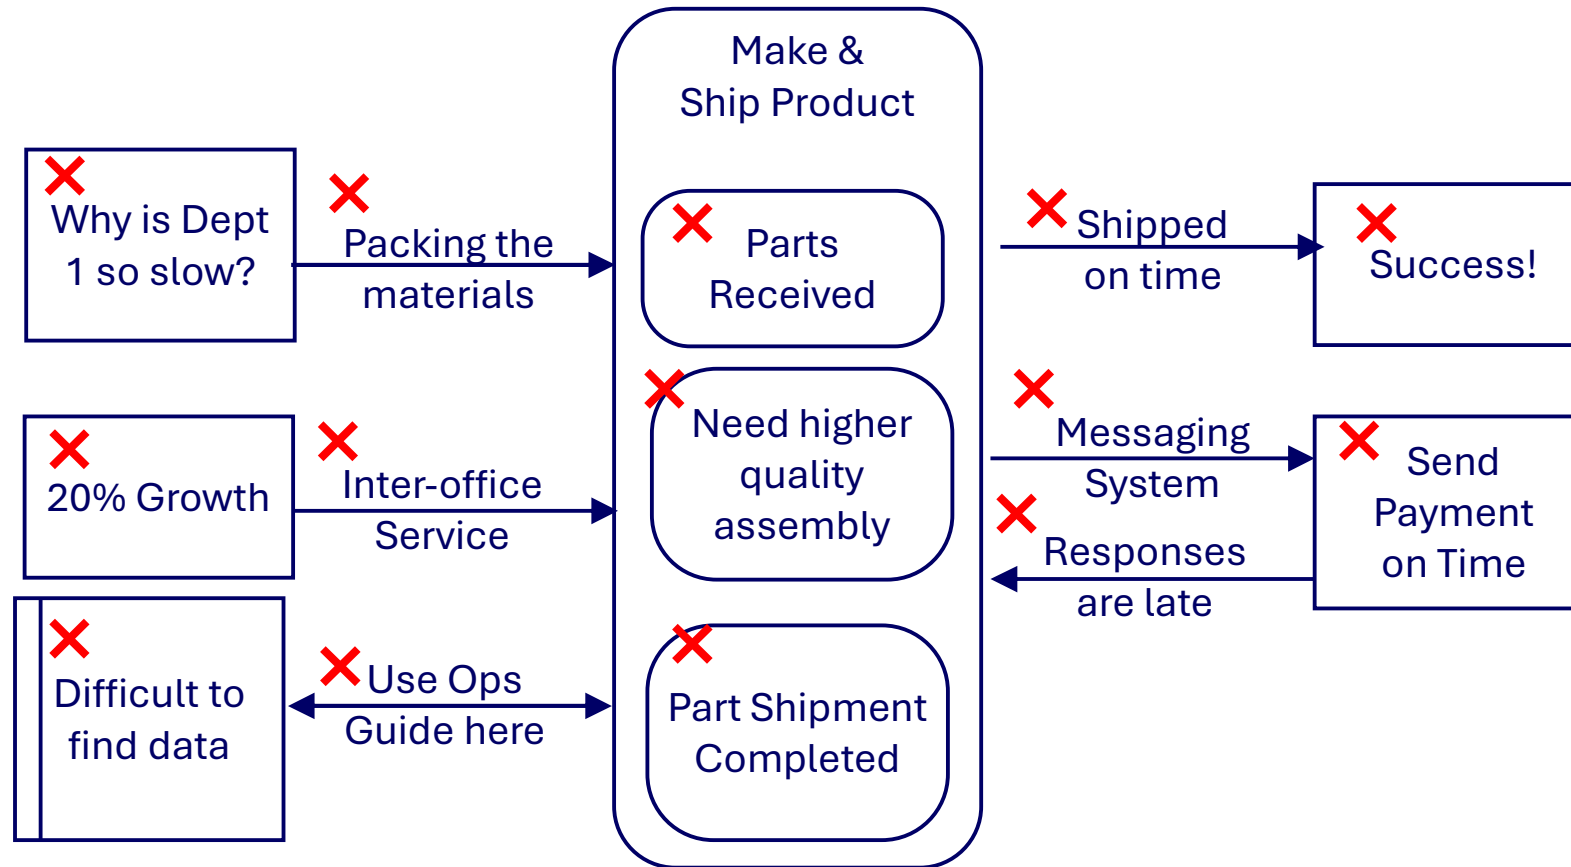 Make &
Ship Product
Why is Dept
1 so slow?
Packing the
materials
Parts
Received
Shipped
on time
Success!
20% Growth
Inter-office
Service
Need higher
quality
assembly
Messaging
System
Responses
are late
Send
Payment
on Time
Difficult to
find data
Use Ops
Guide here
Part Shipment
Completed